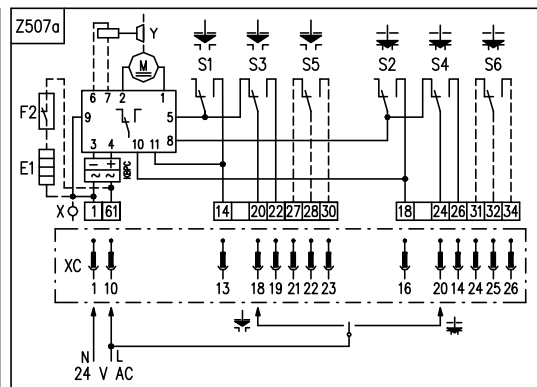 Z507a
Y
M
S1 S3 S5 S2 S4 S6
6 7 2 1
F2
9 5
8
3 4 10 11
E1
− +
~ ~
KBPC
X 1 61 14 20 22 27 28 30 18 24 26 31 32 34
XC
1 10 13 18 19 21 22 23 16 20 14 24 25 26
N L
24 V AC